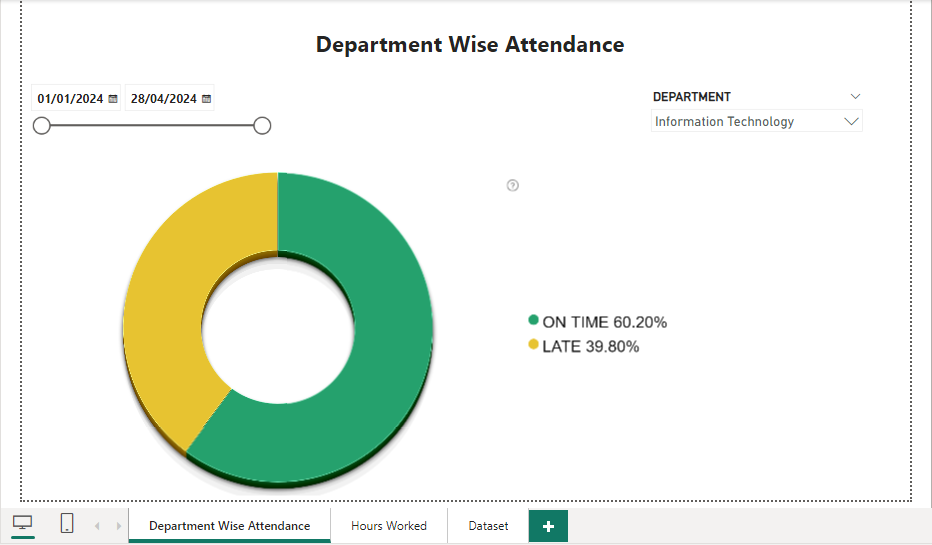 Department Wise Attendance
01/01/2024 28/04/2024
DEPARTMENT
Information Technology
ON TIME 60.20%
LATE 39.80%
Department Wise Attendance Hours Worked Dataset +